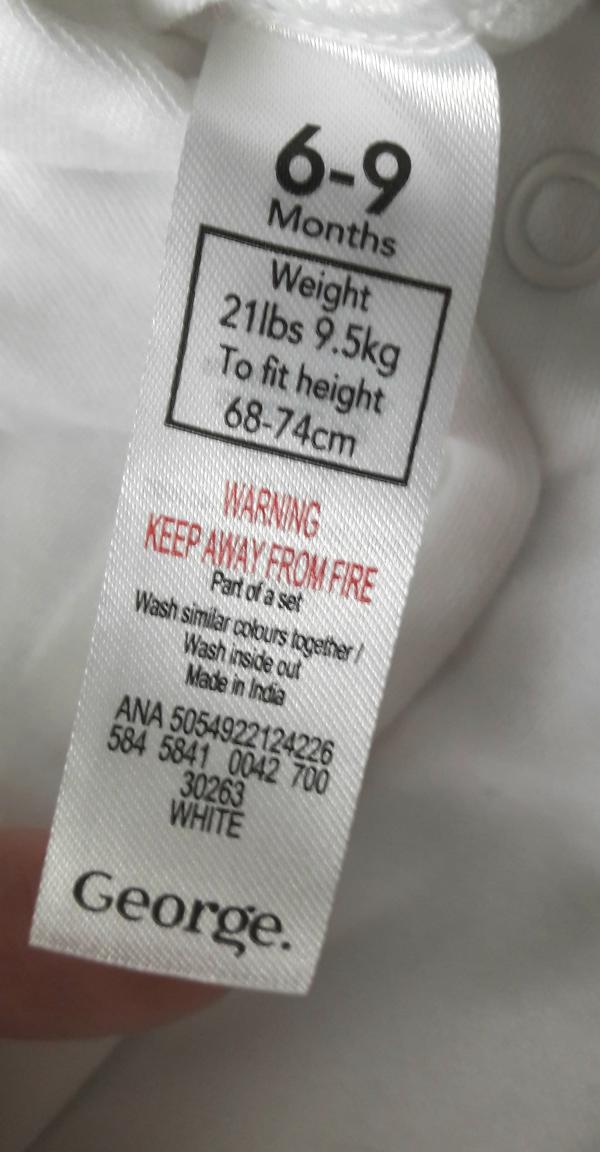 6-9
Months
Weight
21lbs 9.5kg
To fit height
68-74cm
WARNING
KEEP AWAY FROM FIRE
Part of a set
Wash similar colours together /
Wash inside out
Made in India
ANA 5054922124226
584 5841 0042 700
30263
WHITE
George.